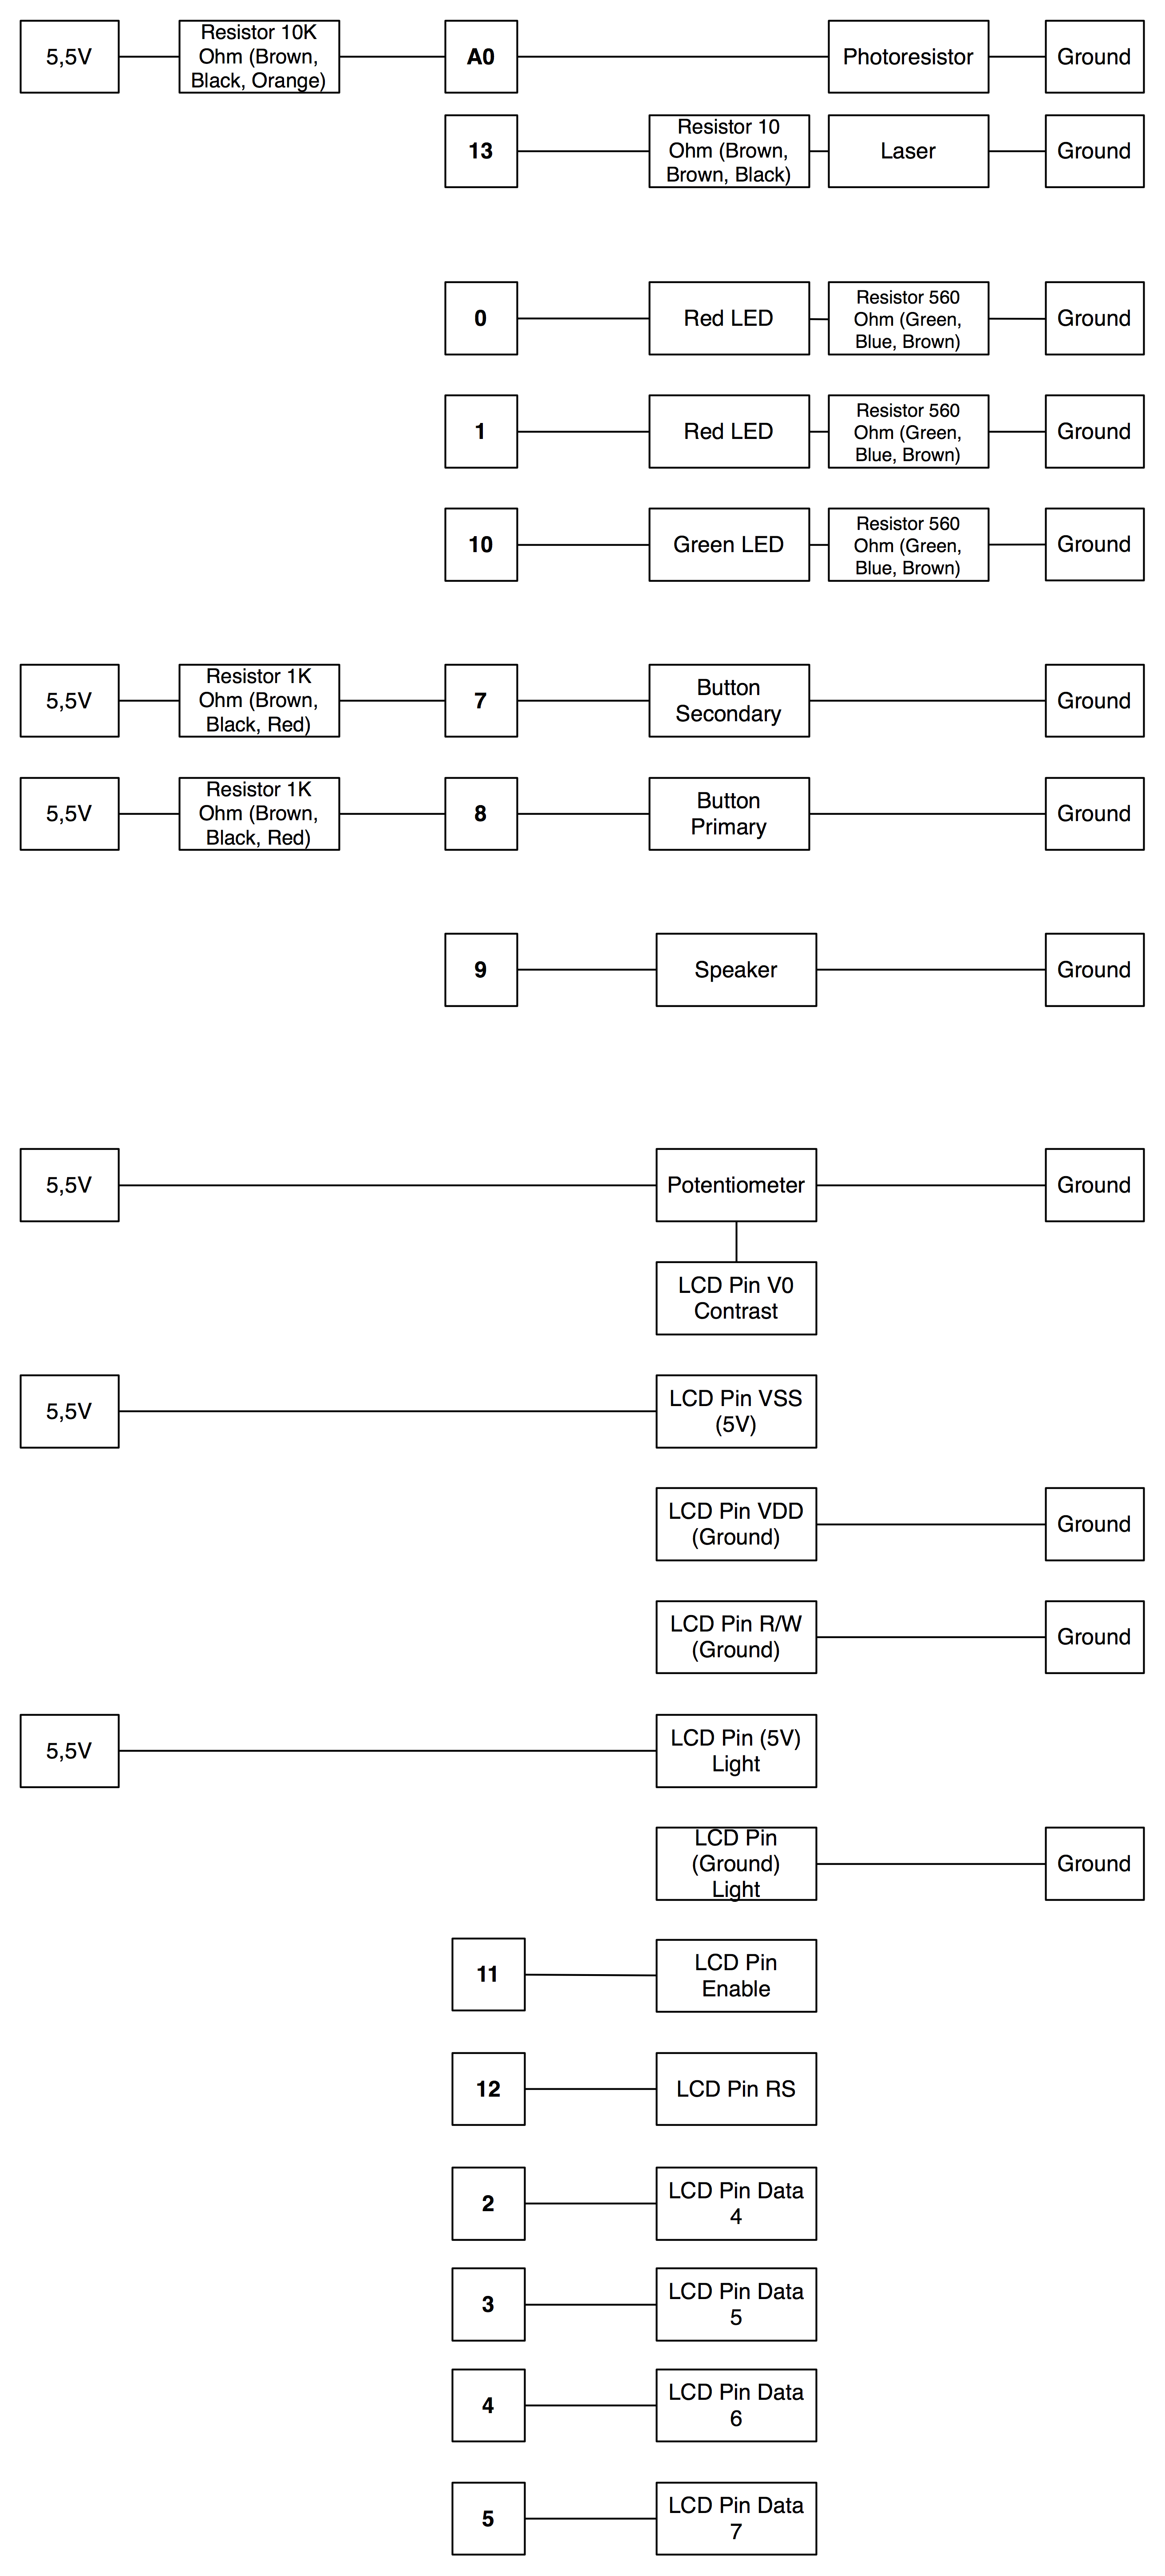 5,5V
Resistor 10K
Ohm (Brown,
Black, Orange)
A0
Photoresistor
Ground
13
Resistor 10
Ohm (Brown,
Brown, Black)
Laser
Ground
0
Red LED
Resistor 560
Ohm (Green,
Blue, Brown)
Ground
1
Red LED
Resistor 560
Ohm (Green,
Blue, Brown)
Ground
10
Green LED
Resistor 560
Ohm (Green,
Blue, Brown)
Ground
5,5V
Resistor 1K
Ohm (Brown,
Black, Red)
7
Button
Secondary
Ground
5,5V
Resistor 1K
Ohm (Brown,
Black, Red)
8
Button
Primary
Ground
9
Speaker
Ground
5,5V
Potentiometer
Ground
LCD Pin V0
Contrast
5,5V
LCD Pin VSS
(5V)
LCD Pin VDD
(Ground)
Ground
LCD Pin R/W
(Ground)
Ground
5,5V
LCD Pin (5V)
Light
LCD Pin
(Ground)
Light
Ground
11
LCD Pin
Enable
12
LCD Pin RS
2
LCD Pin Data
4
3
LCD Pin Data
5
4
LCD Pin Data
6
5
LCD Pin Data
7